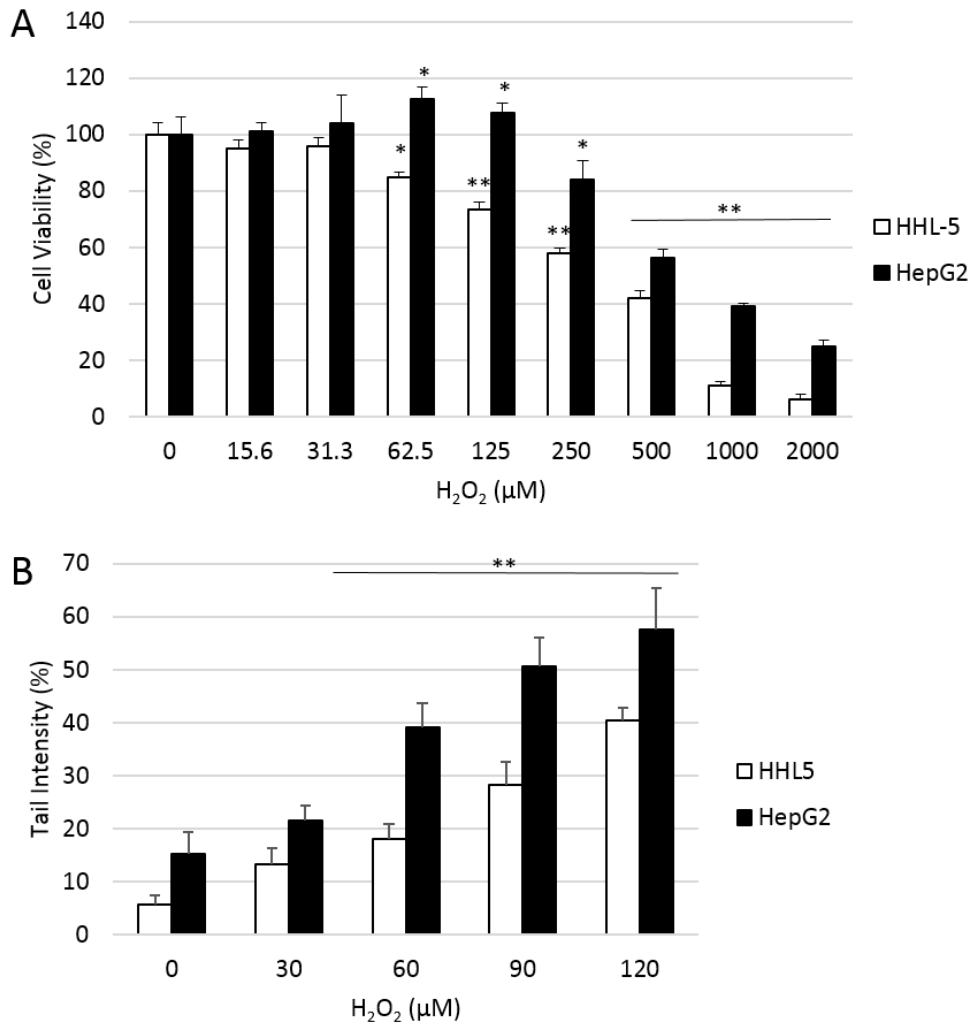 A
140
120
100
80
60
40
20
0
Cell Viability (%)
*
*
*
*
**
**
**
HHL-5
HepG2
0 15.6 31.3 62.5 125 250 500 1000 2000
H₂O₂ (µM)
B
70
60
50
40
30
20
10
0
Tail Intensity (%)
**
HHL5
HepG2
0 30 60 90 120
H₂O₂ (µM)